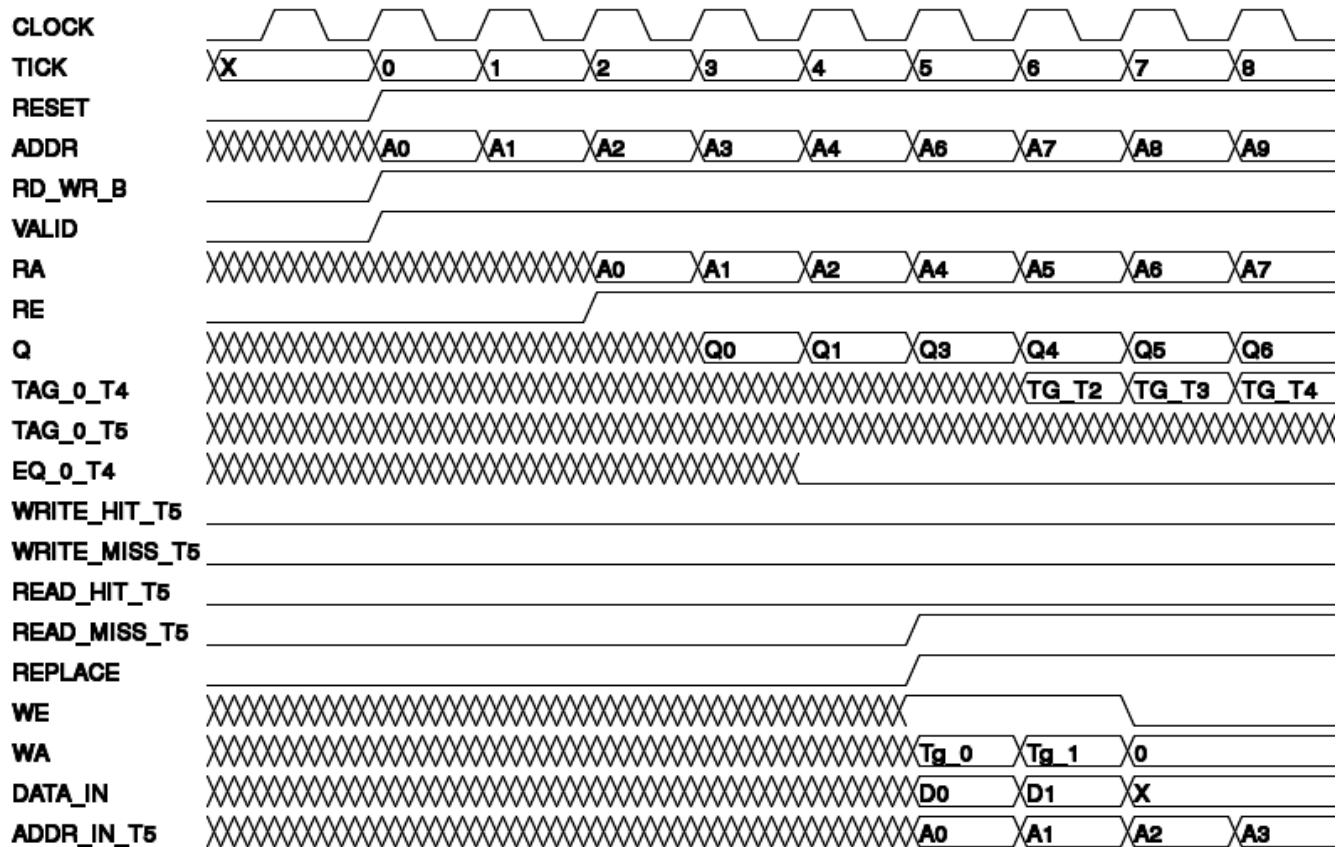 CLOCK
TICK X 0 1 2 3 4 5 6 7 8
RESET
ADDR A0 A1 A2 A3 A4 A6 A7 A8 A9
RD_WR_B
VALID
RA A0 A1 A2 A4 A5 A6 A7
RE
Q Q0 Q1 Q3 Q4 Q5 Q6
TAG_0_T4 TG_T2 TG_T3 TG_T4
TAG_0_T5
EQ_0_T4
WRITE_HIT_T5
WRITE_MISS_T5
READ_HIT_T5
READ_MISS_T5
REPLACE
WE
WA Tg_0 Tg_1 0
DATA_IN D0 D1 X
ADDR_IN_T5 A0 A1 A2 A3